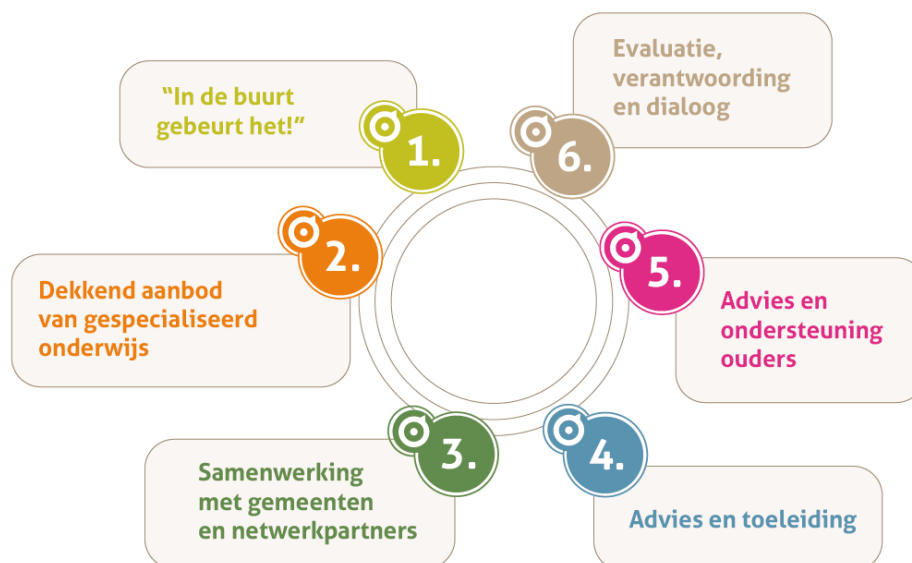 1.
“In de buurt
gebeurt het!”
2.
Dekkend aanbod
van gespecialiseerd
onderwijs
3.
Samenwerking
met gemeenten
en netwerkpartners
4.
Advies en toeleiding
5.
Advies en
ondersteuning
ouders
6.
Evaluatie,
verantwoording
en dialoog